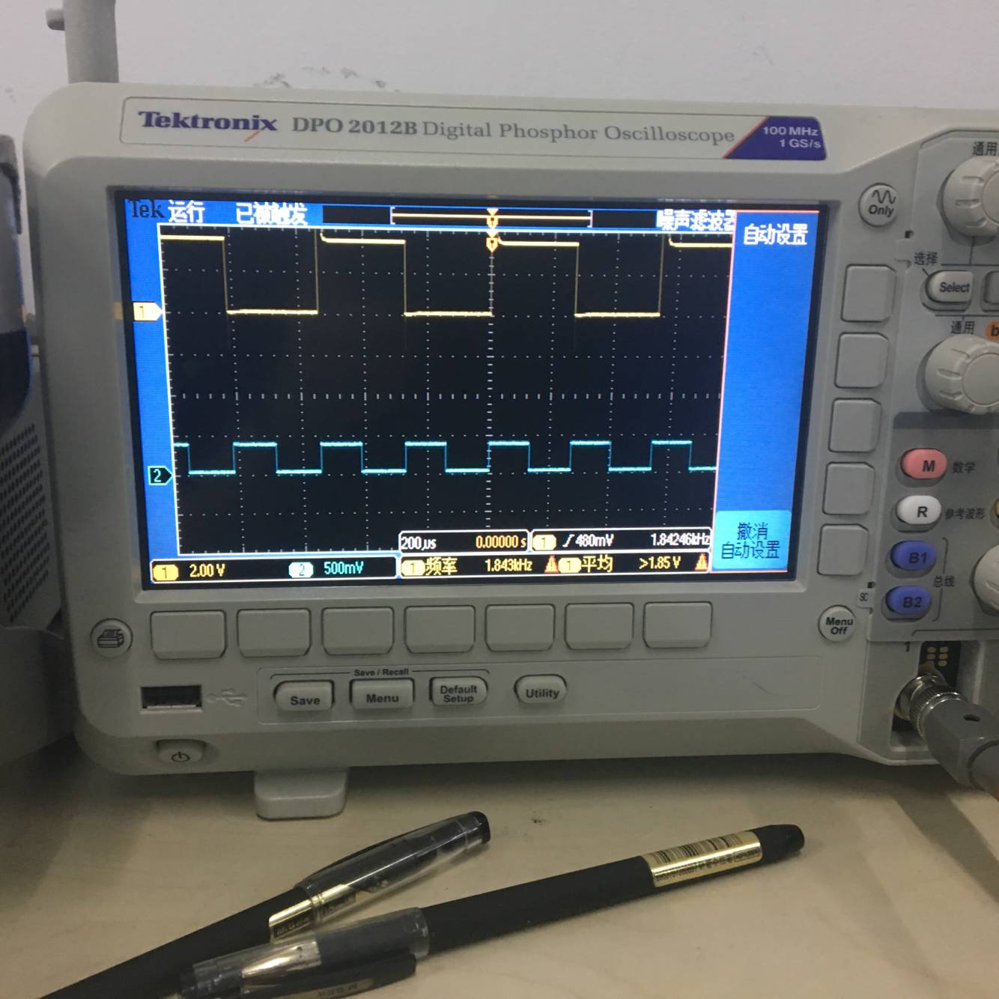 Tektronix DPO 2012B Digital Phosphor Oscilloscope
100 MHz
1 GS/s
Tek 运行 已被触发 噪声滤波器
自动设置
1
2
200µs 0.00000 s
1 480mV 1.84246kHz
1 2.00 V 2 500mV
1 频率 1.843kHz 1 平均 >1.85 V
撤消
自动设置
Only
通用
选择
Select
通用
b
M 数学
R 参考波形
B1
总线
B2
Menu
Off
1
Save / Recall
Save
Menu
Default
Setup
Utility